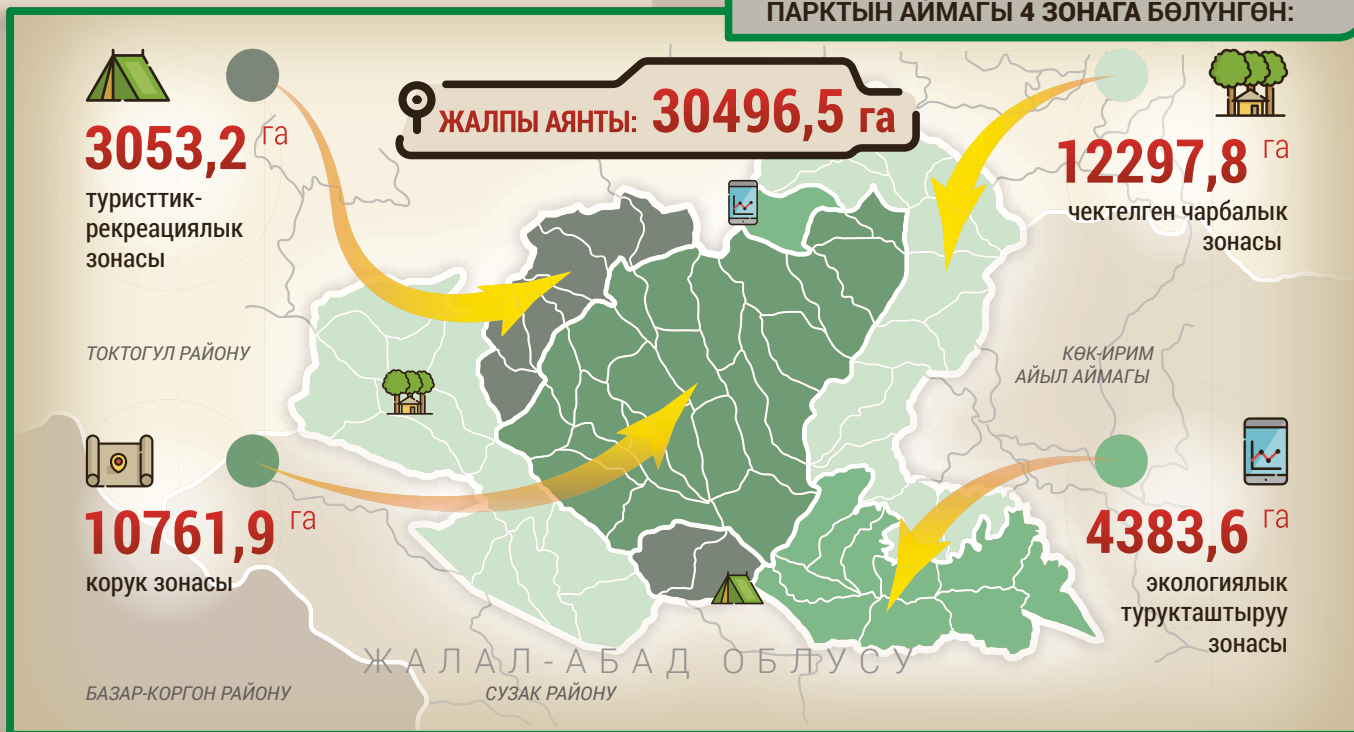 ПАРКТЫН АЙМАГЫ 4 ЗОНАГА БӨЛҮНГӨН:
ЖАЛПЫ АЯНТЫ: 30496,5 га
3053,2 га
туристтик-
рекреациялык
зонасы
12297,8 га
чектелген чарбалык
зонасы
ТОКТОГУЛ РАЙОНУ
КӨК-ИРИМ
АЙЫЛ АЙМАГЫ
10761,9 га
корук зонасы
4383,6 га
экологиялык
турукташтыруу
зонасы
ЖАЛАЛ-АБАД ОБЛУСУ
БАЗАР-КОРГОН РАЙОНУ
СУЗАК РАЙОНУ